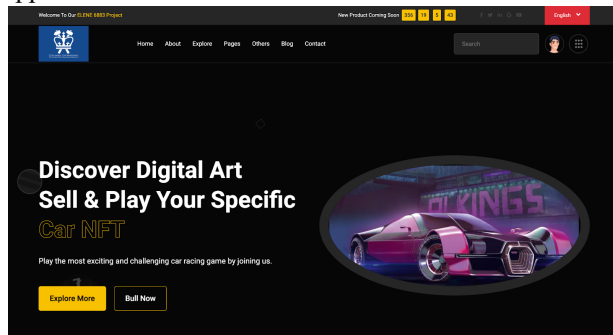 Welcome To Our ELENE 6883 Project
New Product Coming Soon 356 19 5 43
English
Home About Explore Pages Others Blog Contact
Search
Discover Digital Art
Sell & Play Your Specific
Car NFT
KINGS
Play the most exciting and challenging car racing game by joining us.
Explore More Bull Now